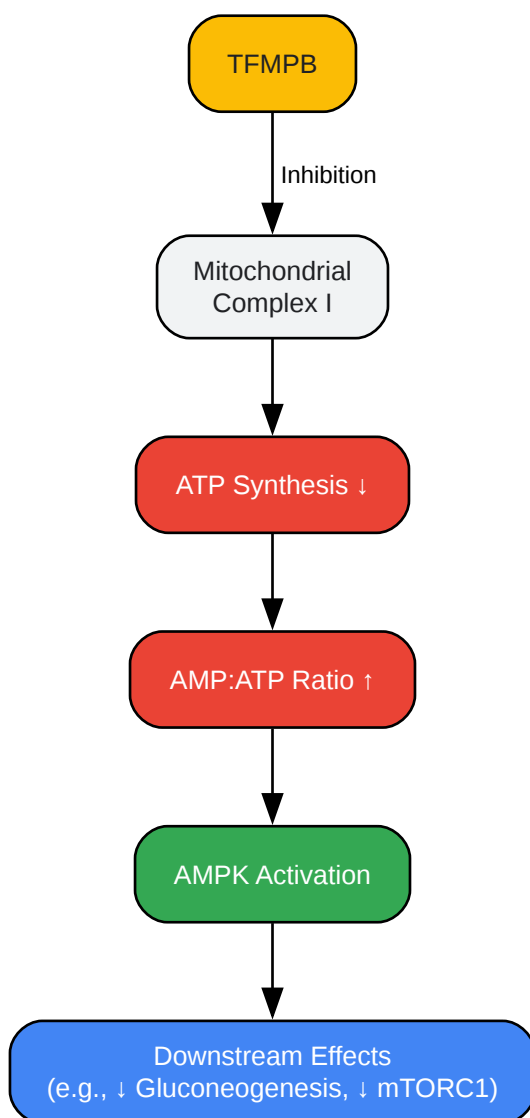 TFMPB
Inhibition
Mitochondrial
Complex I
ATP Synthesis ↓
AMP:ATP Ratio ↑
AMPK Activation
Downstream Effects
(e.g., ↓ Gluconeogenesis, ↓ mTORC1)